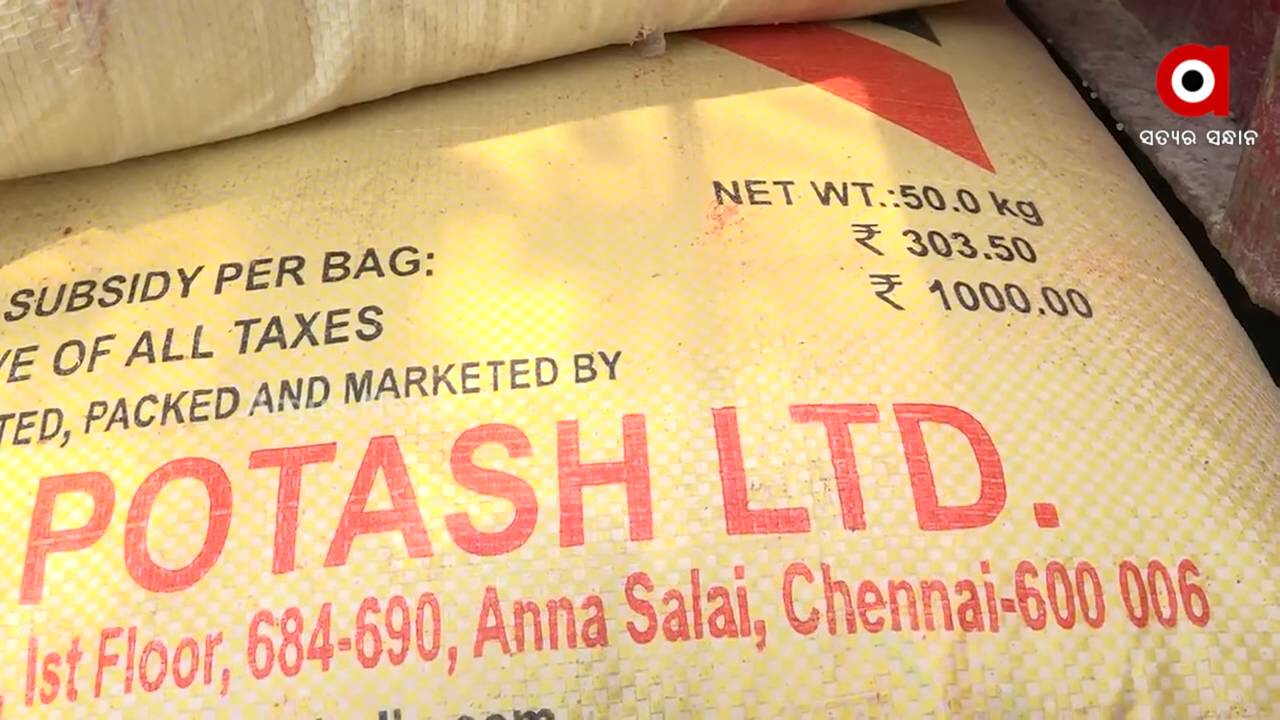 ସତ୍ୟର ସନ୍ଧାନ
NET WT.:50.0 kg
SUBSIDY PER BAG: ₹ 303.50
OF ALL TAXES ₹ 1000.00
PACKED AND MARKETED BY
POTASH LTD.
Ist Floor, 684-690, Anna Salai, Chennai-600 006